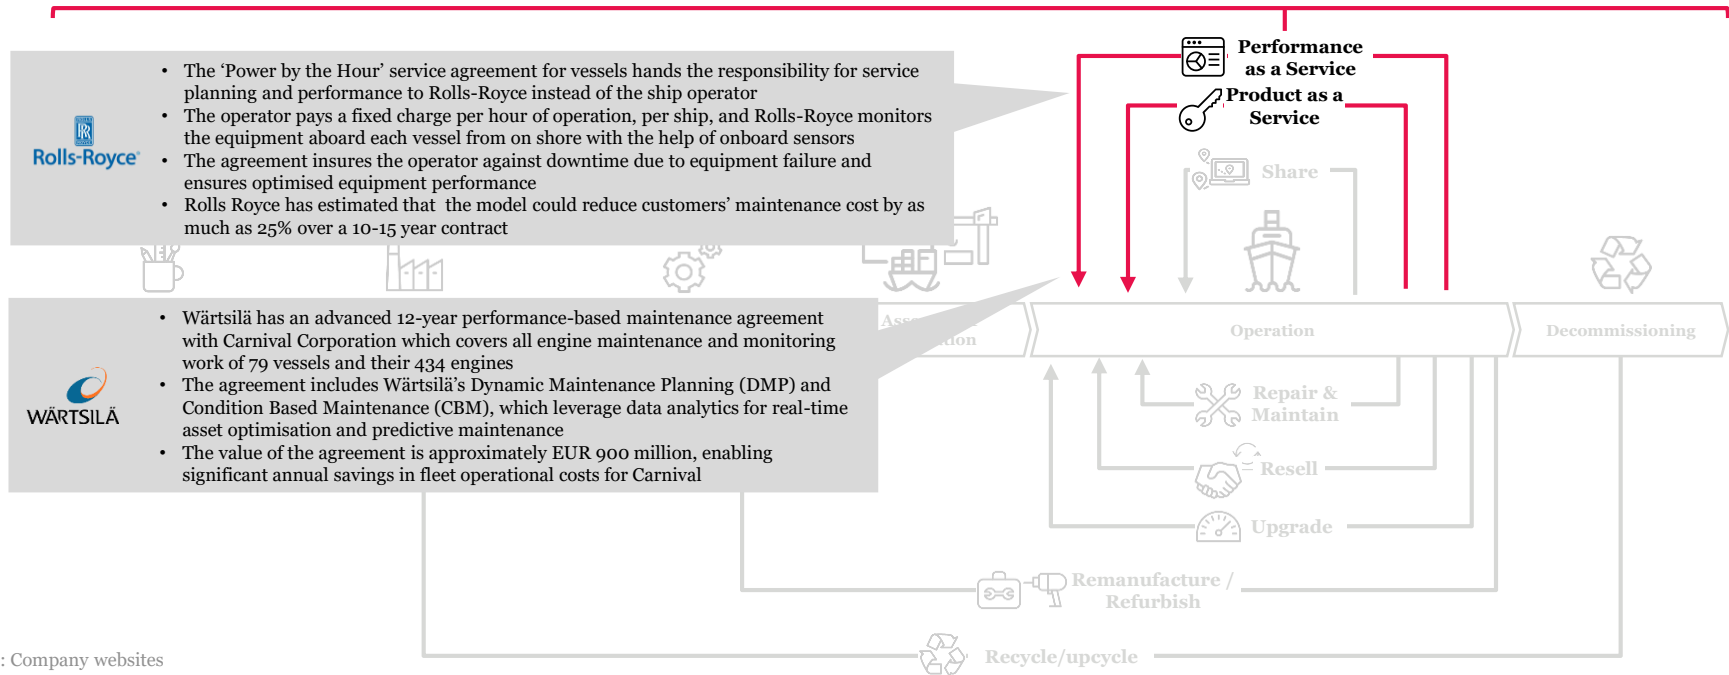 Performance
as a Service
Product as a
Service
Share
• The ‘Power by the Hour’ service agreement for vessels hands the responsibility for service
planning and performance to Rolls-Royce instead of the ship operator
• The operator pays a fixed charge per hour of operation, per ship, and Rolls-Royce monitors
the equipment aboard each vessel from on shore with the help of onboard sensors
• The agreement insures the operator against downtime due to equipment failure and
ensures optimised equipment performance
• Rolls Royce has estimated that the model could reduce customers’ maintenance cost by as
much as 25% over a 10-15 year contract
RR
Rolls-Royce
• Wärtsilä has an advanced 12-year performance-based maintenance agreement
with Carnival Corporation which covers all engine maintenance and monitoring
work of 79 vessels and their 434 engines
• The agreement includes Wärtsilä’s Dynamic Maintenance Planning (DMP) and
Condition Based Maintenance (CBM), which leverage data analytics for real-time
asset optimisation and predictive maintenance
• The value of the agreement is approximately EUR 900 million, enabling
significant annual savings in fleet operational costs for Carnival
WÄRTSILÄ
Operation
Decommissioning
Repair &
Maintain
Resell
Upgrade
Remanufacture /
Refurbish
Recycle/upcycle
: Company websites